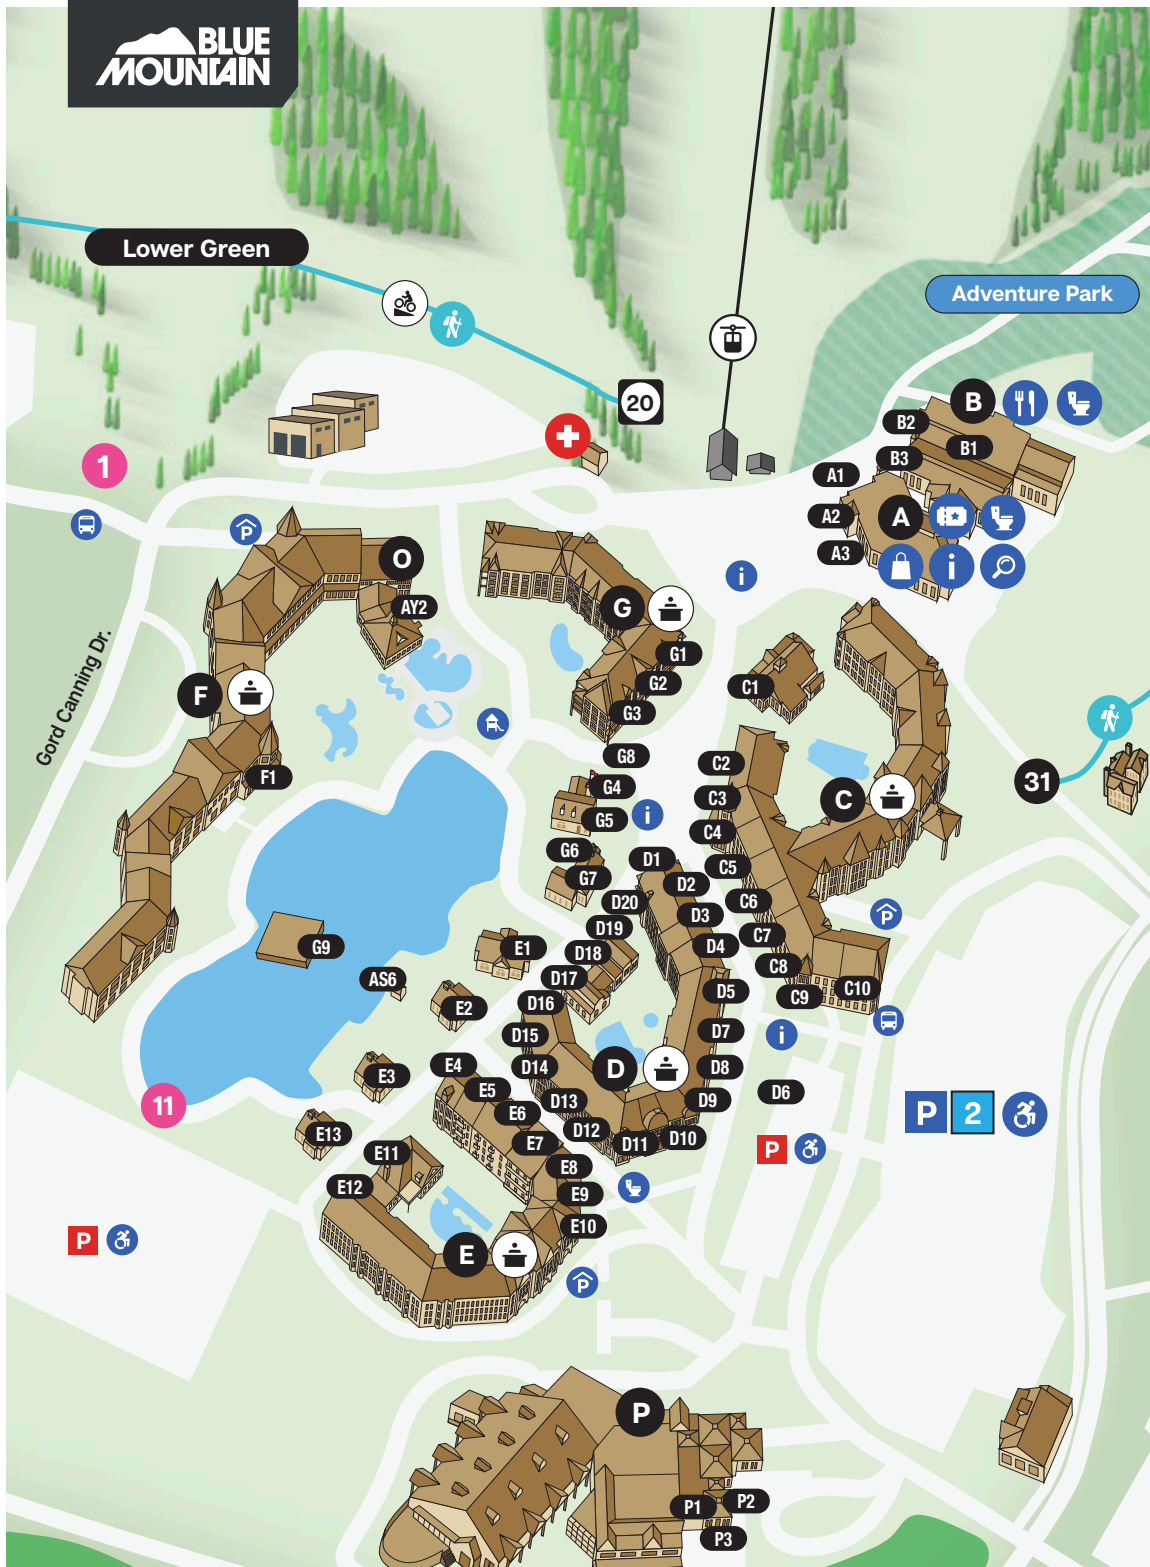 BLUE
MOUNTAIN
Lower Green
Adventure Park
20
B
B2
B1
B3
A1
A
A2
A3
1
P
O
AY2
G
i
i
G1
G2
G3
C1
Gord Canning Dr.
F
F1
G8
G4
G5
i
C2
C3
C
31
C4
G6
G7
D1
D2
C5
D20
D3
C6
P
D19
D4
C7
G9
E1
D18
C8
AS6
D17
D5
C9
C10
E2
D16
D15
D7
i
E4
D14
D
D8
E3
E5
D13
D9
D6
11
E6
P
2
E13
E7
D12
D11
D10
P
E11
E8
E12
E9
E10
P
E
P
P
P1
P2
P3